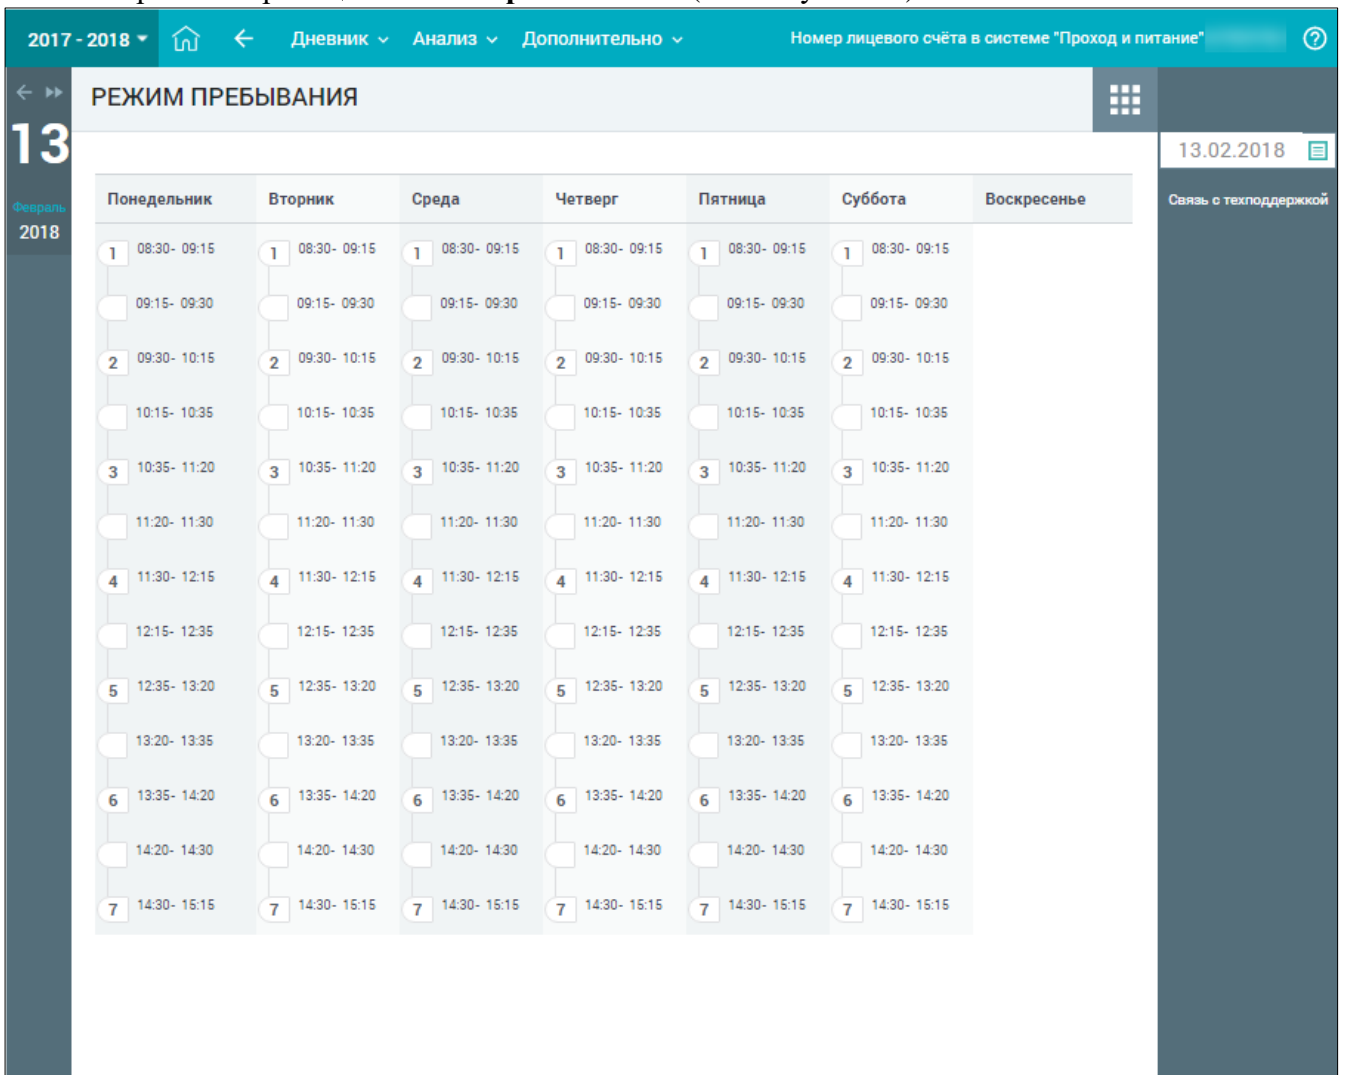 2017 - 2018 Дневник Анализ Дополнительно Номер лицевого счёта в системе "Проход и питание"
РЕЖИМ ПРЕБЫВАНИЯ
13
Февраль
2018
13.02.2018
Связь с техподдержкой
Понедельник Вторник Среда Четверг Пятница Суббота Воскресенье
1 08:30- 09:15 1 08:30- 09:15 1 08:30- 09:15 1 08:30- 09:15 1 08:30- 09:15 1 08:30- 09:15
09:15- 09:30 09:15- 09:30 09:15- 09:30 09:15- 09:30 09:15- 09:30 09:15- 09:30
2 09:30- 10:15 2 09:30- 10:15 2 09:30- 10:15 2 09:30- 10:15 2 09:30- 10:15 2 09:30- 10:15
10:15- 10:35 10:15- 10:35 10:15- 10:35 10:15- 10:35 10:15- 10:35 10:15- 10:35
3 10:35- 11:20 3 10:35- 11:20 3 10:35- 11:20 3 10:35- 11:20 3 10:35- 11:20 3 10:35- 11:20
11:20- 11:30 11:20- 11:30 11:20- 11:30 11:20- 11:30 11:20- 11:30 11:20- 11:30
4 11:30- 12:15 4 11:30- 12:15 4 11:30- 12:15 4 11:30- 12:15 4 11:30- 12:15 4 11:30- 12:15
12:15- 12:35 12:15- 12:35 12:15- 12:35 12:15- 12:35 12:15- 12:35 12:15- 12:35
5 12:35- 13:20 5 12:35- 13:20 5 12:35- 13:20 5 12:35- 13:20 5 12:35- 13:20 5 12:35- 13:20
13:20- 13:35 13:20- 13:35 13:20- 13:35 13:20- 13:35 13:20- 13:35 13:20- 13:35
6 13:35- 14:20 6 13:35- 14:20 6 13:35- 14:20 6 13:35- 14:20 6 13:35- 14:20 6 13:35- 14:20
14:20- 14:30 14:20- 14:30 14:20- 14:30 14:20- 14:30 14:20- 14:30 14:20- 14:30
7 14:30- 15:15 7 14:30- 15:15 7 14:30- 15:15 7 14:30- 15:15 7 14:30- 15:15 7 14:30- 15:15